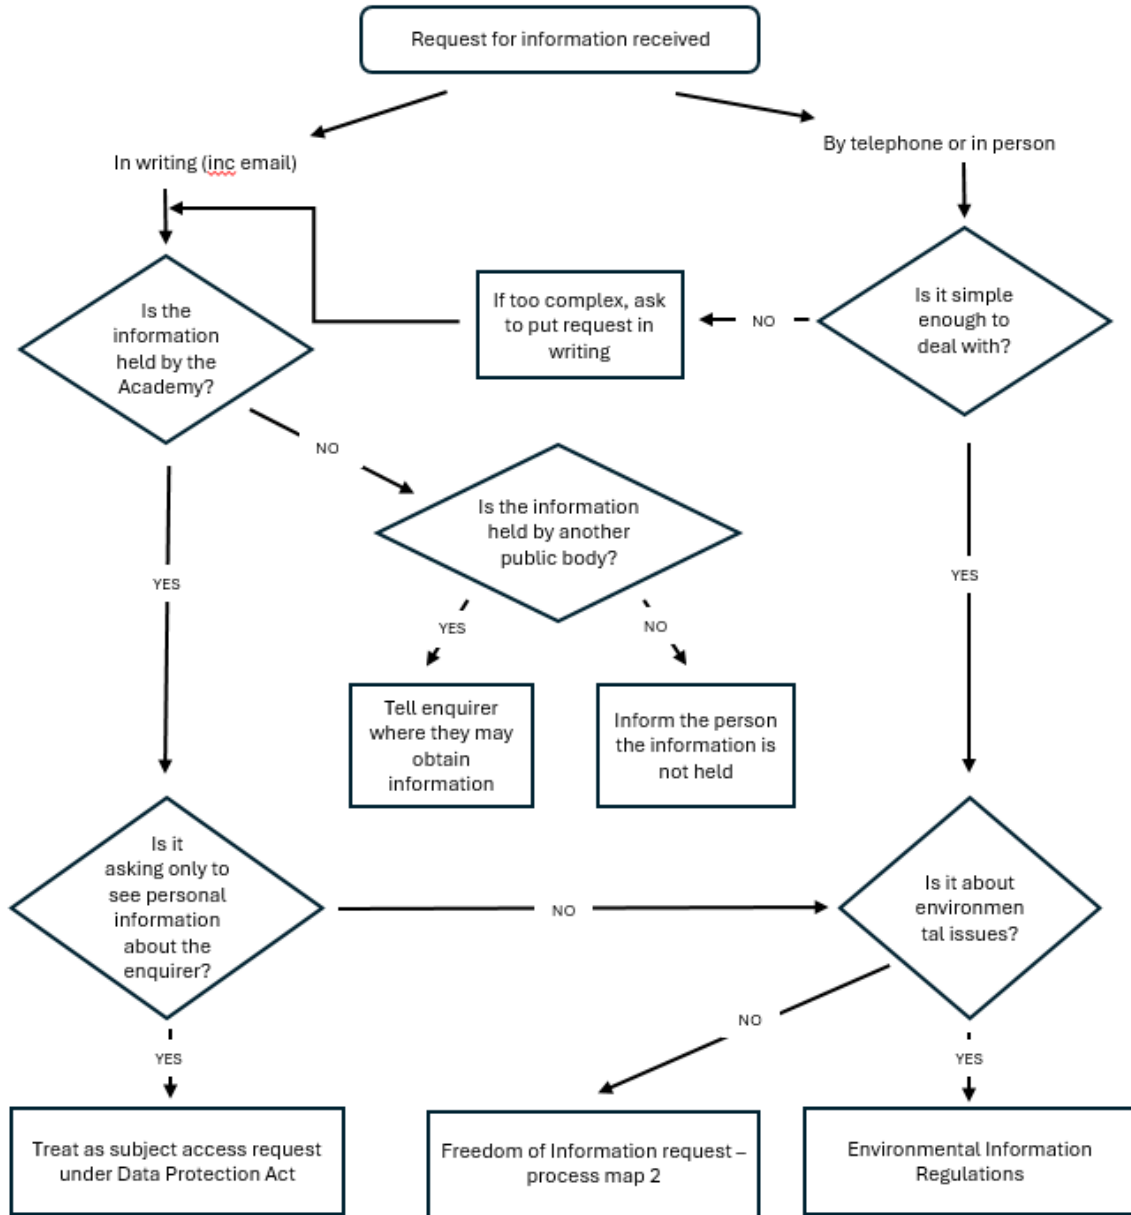 Request for information received
By telephone or in person
In writing (inc email)
Is the
information
held by the
Academy?
If too complex, ask
to put request in
writing
NO
Is it simple
enough to
deal with?
NO
Is the information
held by another
public body?
YES
YES
YES
NO
Tell enquirer
where they may
obtain
information
Inform the person
the information is
not held
Is it
asking only to
see personal
information
about the
enquirer?
NO
Is it about
environmen
tal issues?
NO
YES
YES
Treat as subject access request
under Data Protection Act
Freedom of Information request –
process map 2
Environmental Information
Regulations